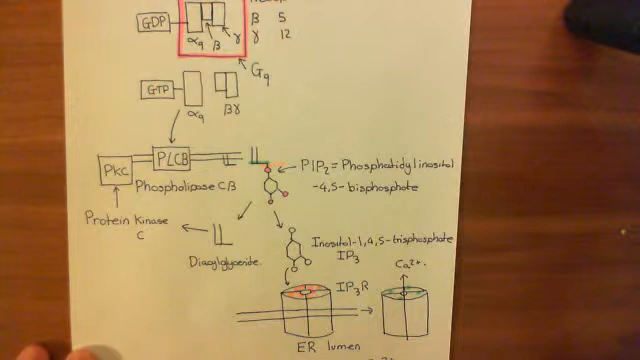 GDP
αq β γ
β 5
γ 12
Gq
GTP
αq βγ
PLCβ
PKC
Phospholipase Cβ
PIP₂ = Phosphatidylinositol
-4,5-bisphosphate
Protein Kinase
C
Diacylglyceride
Inositol-1,4,5-trisphosphate
IP₃
Ca²⁺
IP₃R
ER lumen